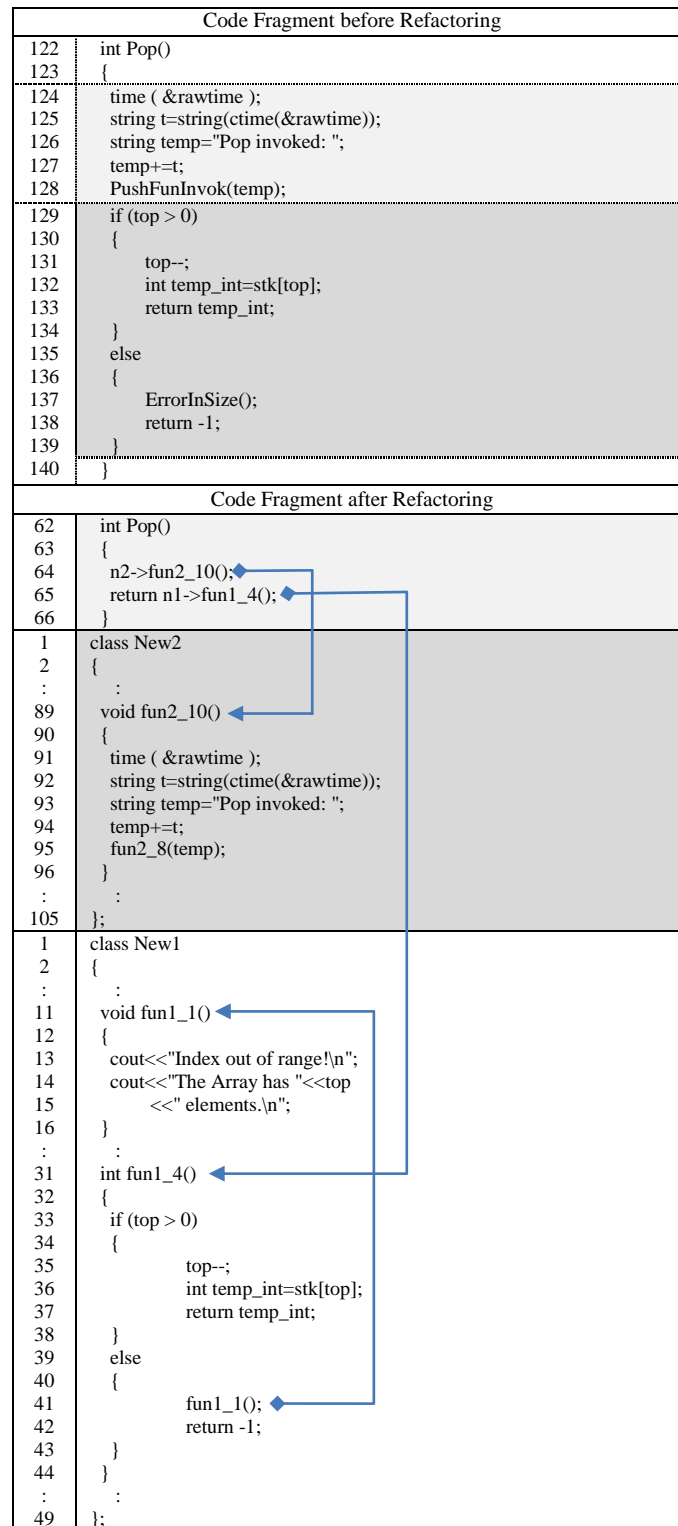 Code Fragment before Refactoring
122 int Pop()
123 {
124 time ( &rawtime );
125 string t=string(ctime(&rawtime));
126 string temp="Pop invoked: ";
127 temp+=t;
128 PushFunInvok(temp);
129 if (top > 0)
130 {
131 top--;
132 int temp_int=stk[top];
133 return temp_int;
134 }
135 else
136 {
137 ErrorInSize();
138 return -1;
139 }
140 }
Code Fragment after Refactoring
62 int Pop()
63 {
64 n2->fun2_10();
65 return n1->fun1_4();
66 }
1 class New2
2 {
: :
89 void fun2_10()
90 {
91 time ( &rawtime );
92 string t=string(ctime(&rawtime));
93 string temp="Pop invoked: ";
94 temp+=t;
95 fun2_8(temp);
96 }
: :
105 };
1 class New1
2 {
: :
11 void fun1_1()
12 {
13 cout<<"Index out of range!\n";
14 cout<<"The Array has "<<top
15 <<" elements.\n";
16 }
: :
31 int fun1_4()
32 {
33 if (top > 0)
34 {
35 top--;
36 int temp_int=stk[top];
37 return temp_int;
38 }
39 else
40 {
41 fun1_1();
42 return -1;
43 }
44 }
: :
49 };